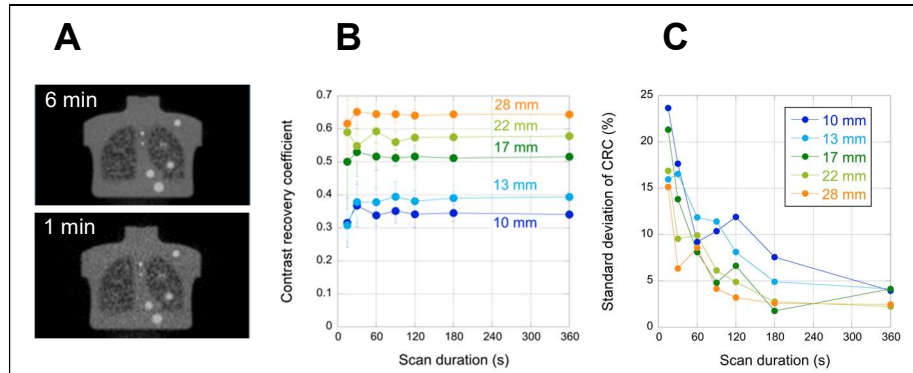 A
B
C
6 min
1 min
Contrast recovery coefficient
0.7
0.6
0.5
0.4
0.3
0.2
0.1
0
28 mm
22 mm
17 mm
13 mm
10 mm
0 60 120 180 240 300 360
Scan duration (s)
Standard deviation of CRC (%)
25
20
15
10
5
0
10 mm
13 mm
17 mm
22 mm
28 mm
0 60 120 180 240 300 360
Scan duration (s)